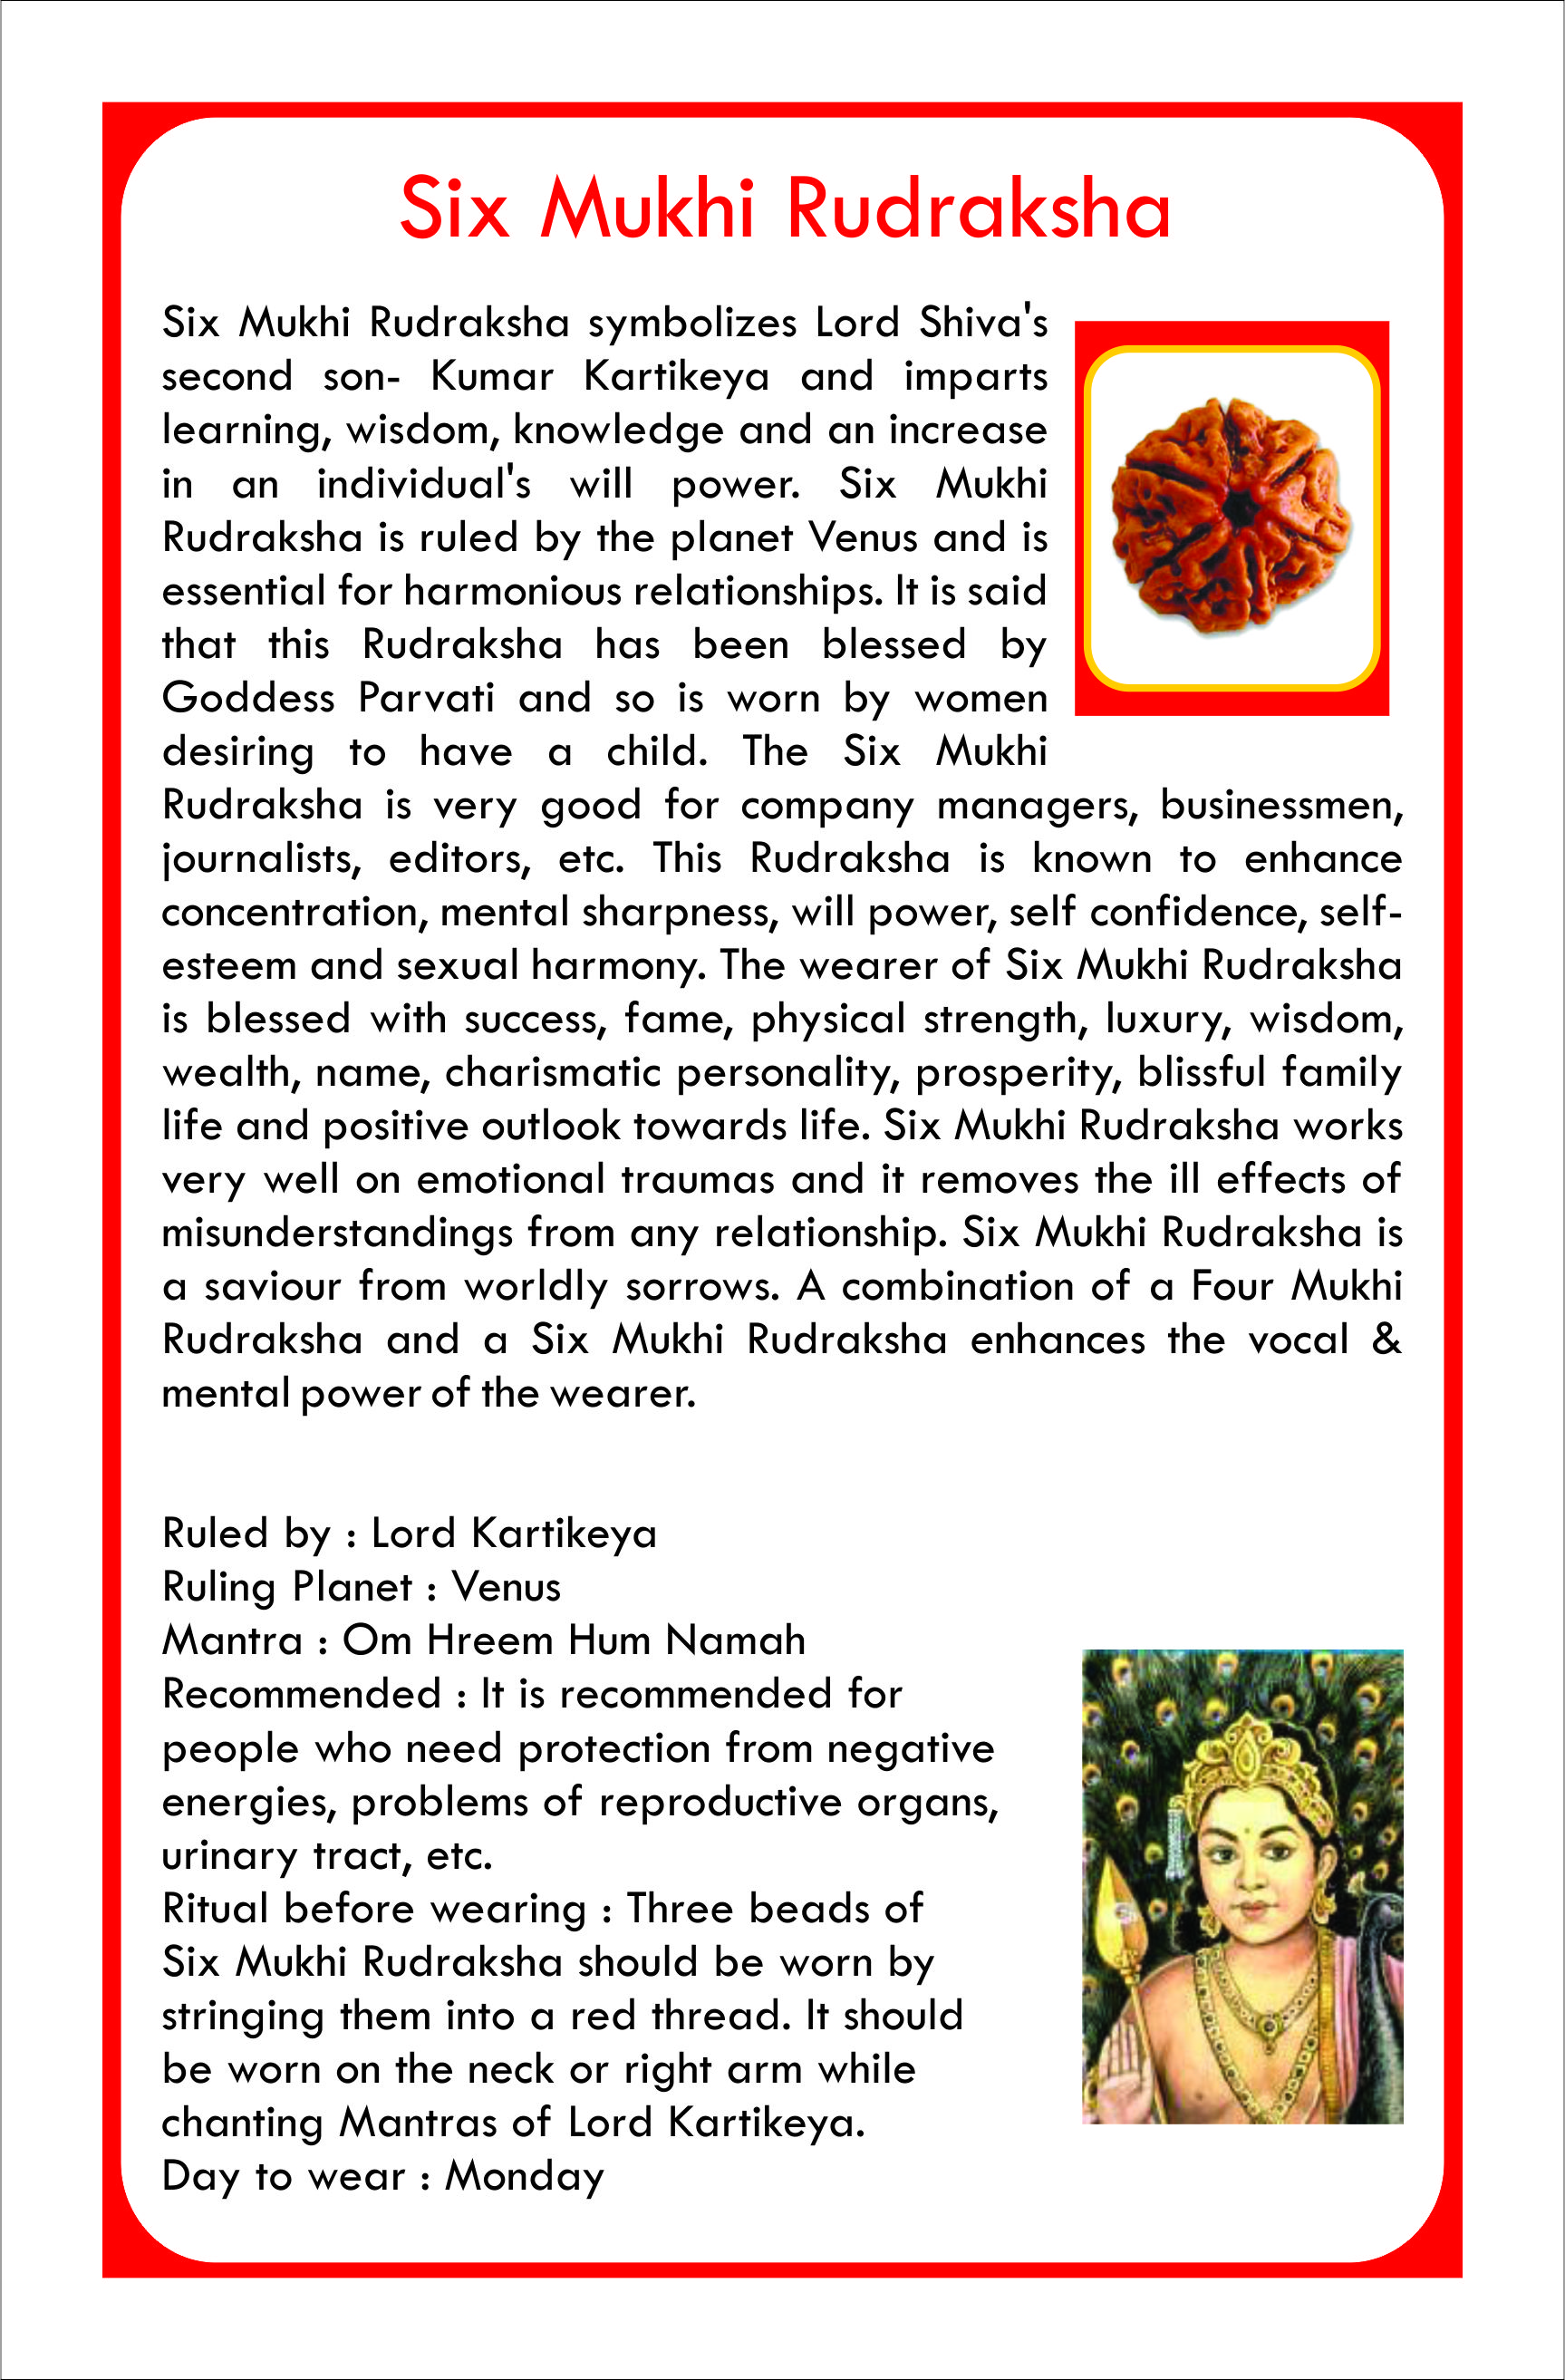 Six Mukhi Rudraksha
Six Mukhi Rudraksha symbolizes Lord Shiva's
second son- Kumar Kartikeya and imparts
learning, wisdom, knowledge and an increase
in an individual's will power. Six Mukhi
Rudraksha is ruled by the planet Venus and is
essential for harmonious relationships. It is said
that this Rudraksha has been blessed by
Goddess Parvati and so is worn by women
desiring to have a child. The Six Mukhi
Rudraksha is very good for company managers, businessmen,
journalists, editors, etc. This Rudraksha is known to enhance
concentration, mental sharpness, will power, self confidence, self-
esteem and sexual harmony. The wearer of Six Mukhi Rudraksha
is blessed with success, fame, physical strength, luxury, wisdom,
wealth, name, charismatic personality, prosperity, blissful family
life and positive outlook towards life. Six Mukhi Rudraksha works
very well on emotional traumas and it removes the ill effects of
misunderstandings from any relationship. Six Mukhi Rudraksha is
a saviour from worldly sorrows. A combination of a Four Mukhi
Rudraksha and a Six Mukhi Rudraksha enhances the vocal &
mental power of the wearer.
Ruled by : Lord Kartikeya
Ruling Planet : Venus
Mantra : Om Hreem Hum Namah
Recommended : It is recommended for
people who need protection from negative
energies, problems of reproductive organs,
urinary tract, etc.
Ritual before wearing : Three beads of
Six Mukhi Rudraksha should be worn by
stringing them into a red thread. It should
be worn on the neck or right arm while
chanting Mantras of Lord Kartikeya.
Day to wear : Monday